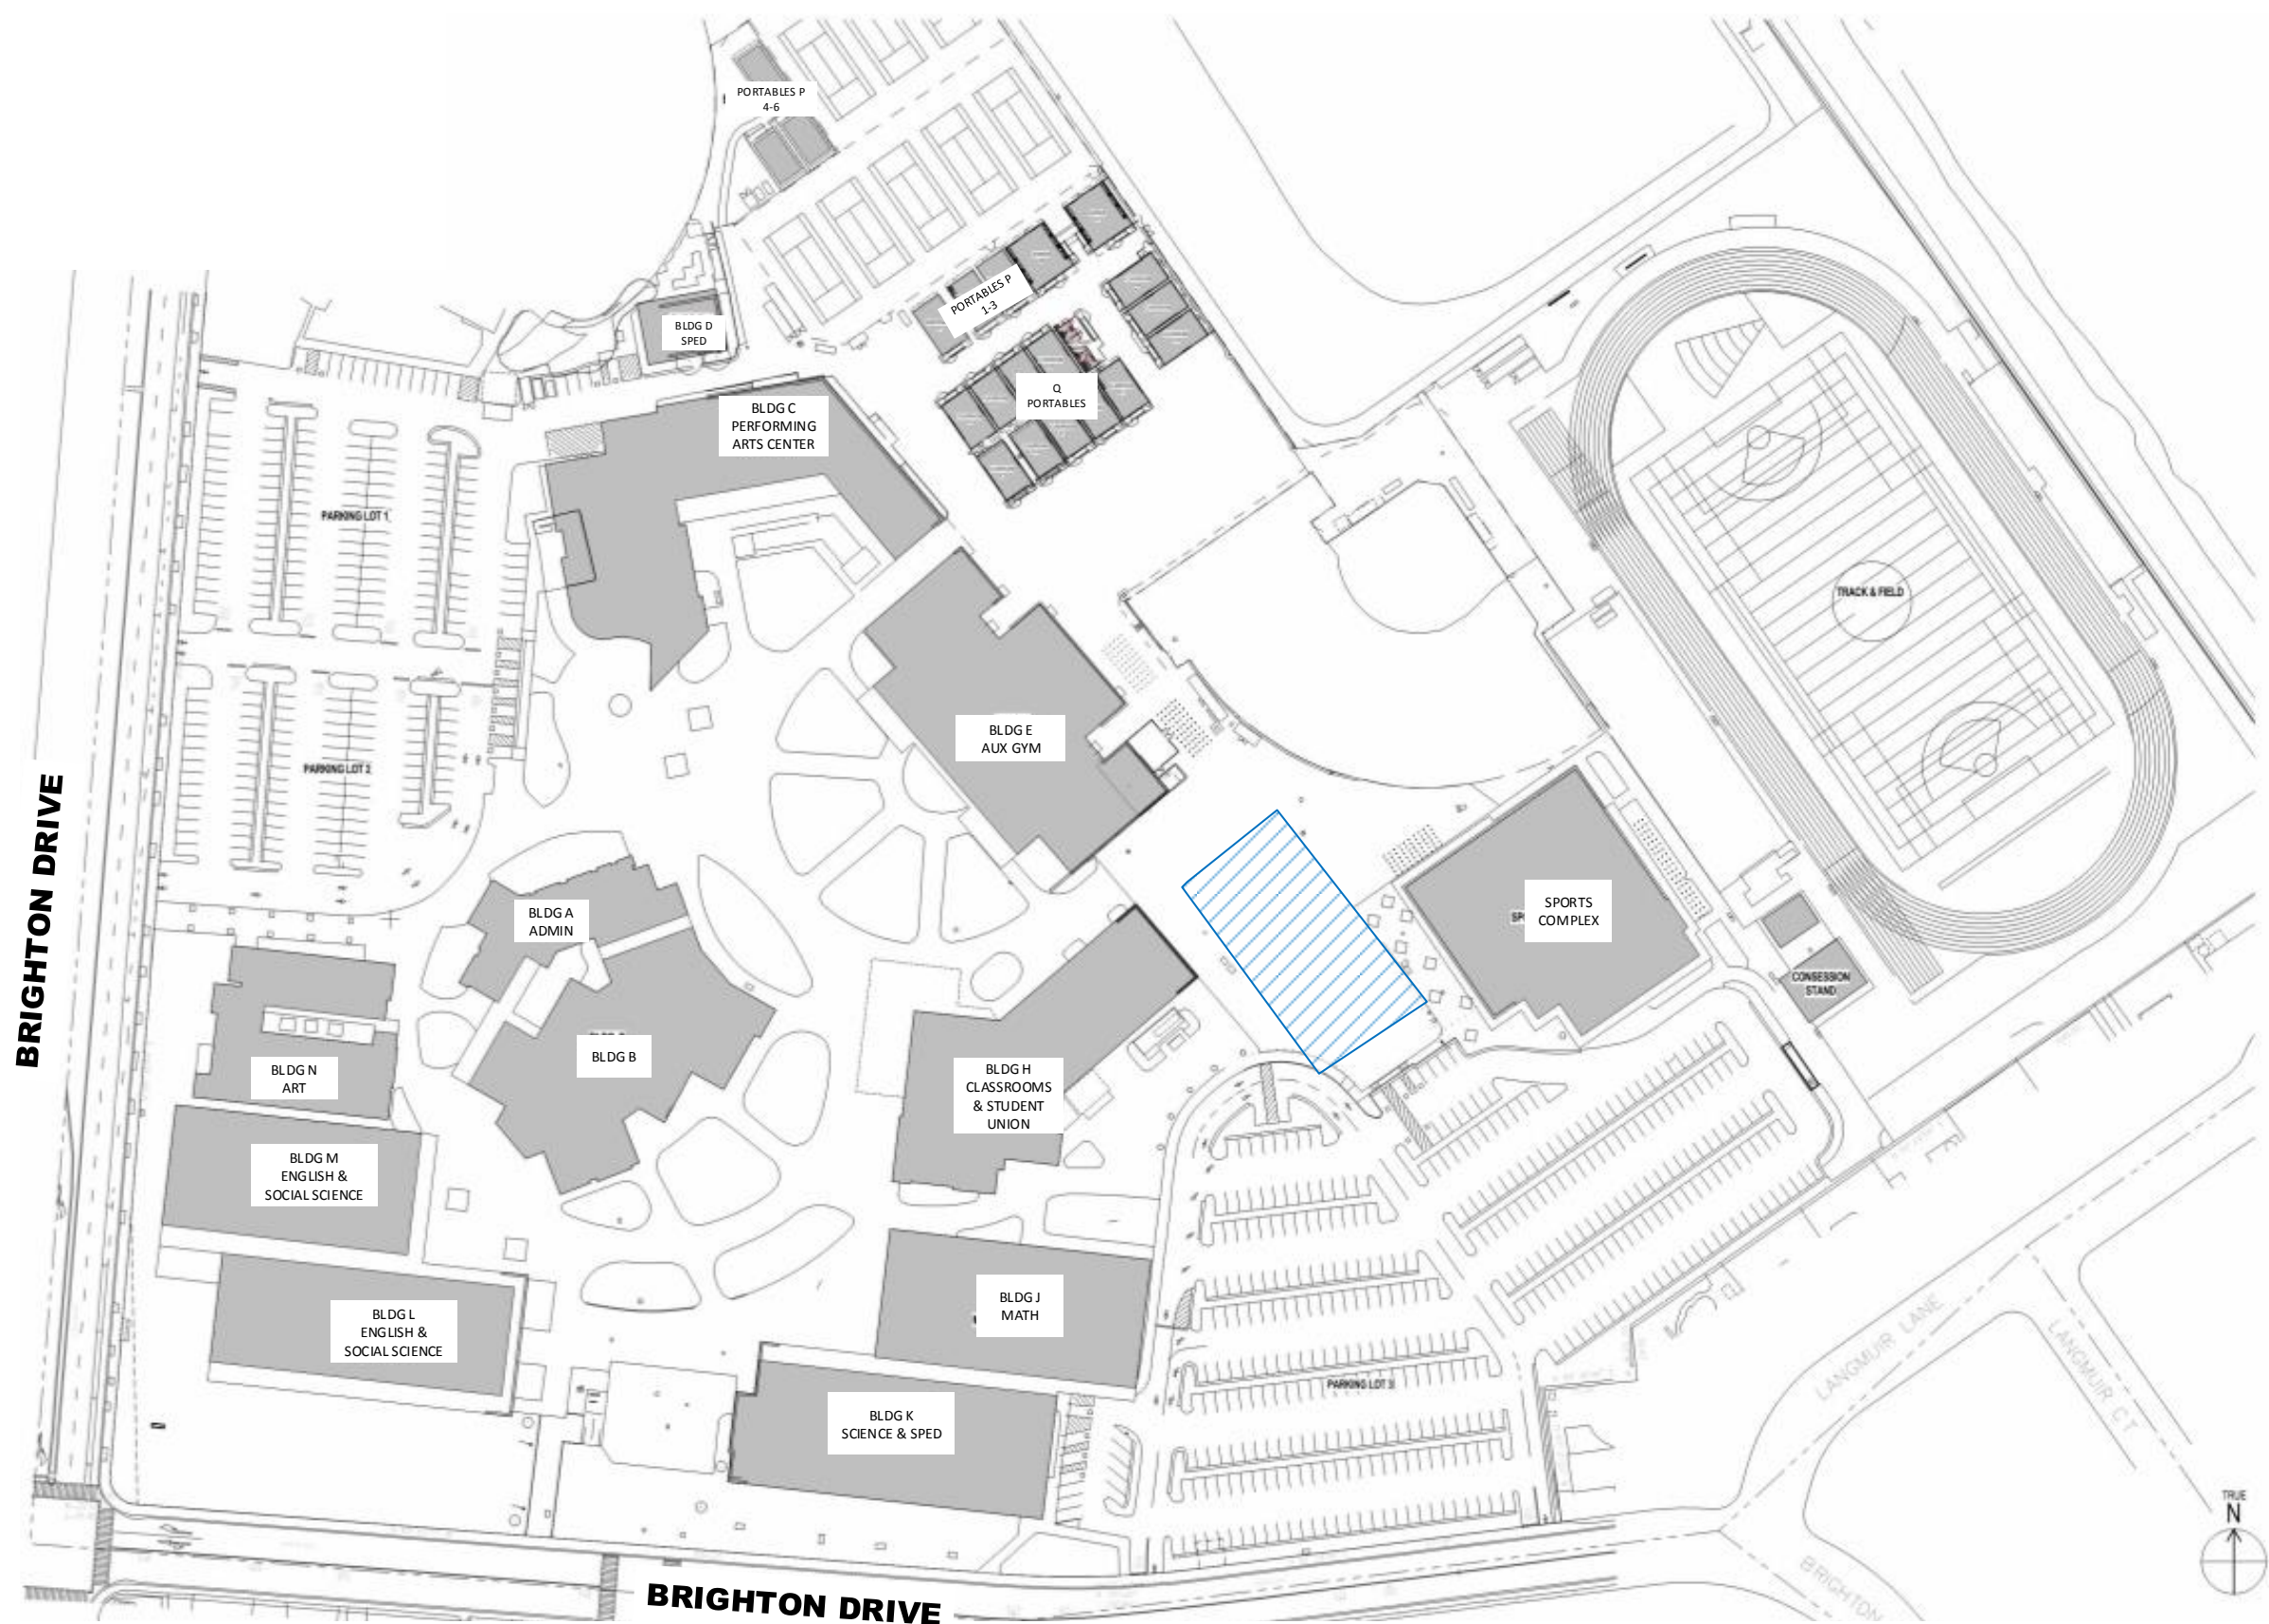 PORTABLES P
4-6
PORTABLES P
1-3
BLDG D
SPED
Q
PORTABLES
BLDG C
PERFORMING
ARTS CENTER
PARKING LOT 1
TRACK & FIELD
BLDG E
AUX GYM
PARKING LOT 2
BRIGHTON DRIVE
BLDG A
ADMIN
SPORTS
COMPLEX
CONSESSION
STAND
BLDG B
BLDG N
ART
BLDG H
CLASSROOMS
& STUDENT
UNION
BLDG M
ENGLISH &
SOCIAL SCIENCE
BLDG J
MATH
BLDG L
ENGLISH &
SOCIAL SCIENCE
LANGMUIR LANE
LANGMUIR CT
PARKING LOT 3
BLDG K
SCIENCE & SPED
TRUE
N
BRIGHTON
BRIGHTON DRIVE